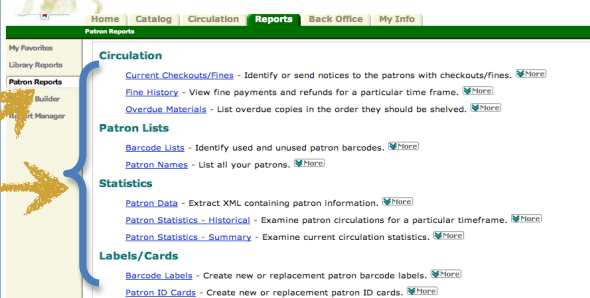 Home Catalog Circulation Reports Back Office My Info
Patron Reports
My Favorites
Library Reports
Patron Reports
Builder
Manager
Circulation
Current Checkouts/Fines - Identify or send notices to the patrons with checkouts/fines. More
Fine History - View fine payments and refunds for a particular time frame. More
Overdue Materials - List overdue copies in the order they should be shelved. More
Patron Lists
Barcode Lists - Identify used and unused patron barcodes. More
Patron Names - List all your patrons. More
Statistics
Patron Data - Extract XML containing patron information. More
Patron Statistics - Historical - Examine patron circulations for a particular timeframe. More
Patron Statistics - Summary - Examine current circulation statistics. More
Labels/Cards
Barcode Labels - Create new or replacement patron barcode labels. More
Patron ID Cards - Create new or replacement patron ID cards. More